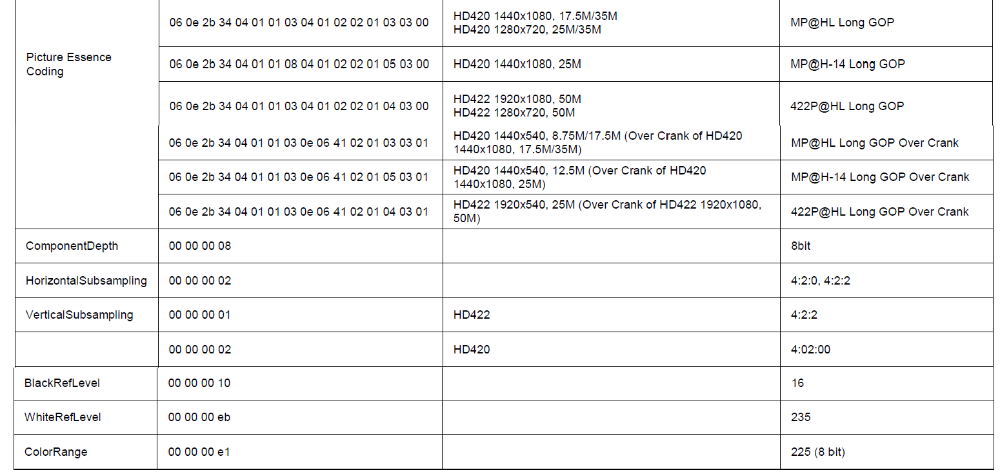 06 0e 2b 34 04 01 01 03 04 01 02 02 01 03 03 00
HD420 1440x1080, 17.5M/35M
HD420 1280x720, 25M/35M
MP@HL Long GOP
Picture Essence
Coding
06 0e 2b 34 04 01 01 08 04 01 02 02 01 05 03 00
HD420 1440x1080, 25M
MP@H-14 Long GOP
06 0e 2b 34 04 01 01 03 04 01 02 02 01 04 03 00
HD422 1920x1080, 50M
HD422 1280x720, 50M
422P@HL Long GOP
06 0e 2b 34 04 01 01 03 0e 06 41 02 01 03 03 01
HD420 1440x540, 8.75M/17.5M (Over Crank of HD420
1440x1080, 17.5M/35M)
MP@HL Long GOP Over Crank
06 0e 2b 34 04 01 01 03 0e 06 41 02 01 05 03 01
HD420 1440x540, 12.5M (Over Crank of HD420
1440x1080, 25M)
MP@H-14 Long GOP Over Crank
06 0e 2b 34 04 01 01 03 0e 06 41 02 01 04 03 01
HD422 1920x540, 25M (Over Crank of HD422 1920x1080,
50M)
422P@HL Long GOP Over Crank
ComponentDepth
00 00 00 08
8bit
HorizontalSubsampling
00 00 00 02
4:2:0, 4:2:2
VerticalSubsampling
00 00 00 01
HD422
4:2:2
00 00 00 02
HD420
4:02:00
BlackRefLevel
00 00 00 10
16
WhiteRefLevel
00 00 00 eb
235
ColorRange
00 00 00 e1
225 (8 bit)